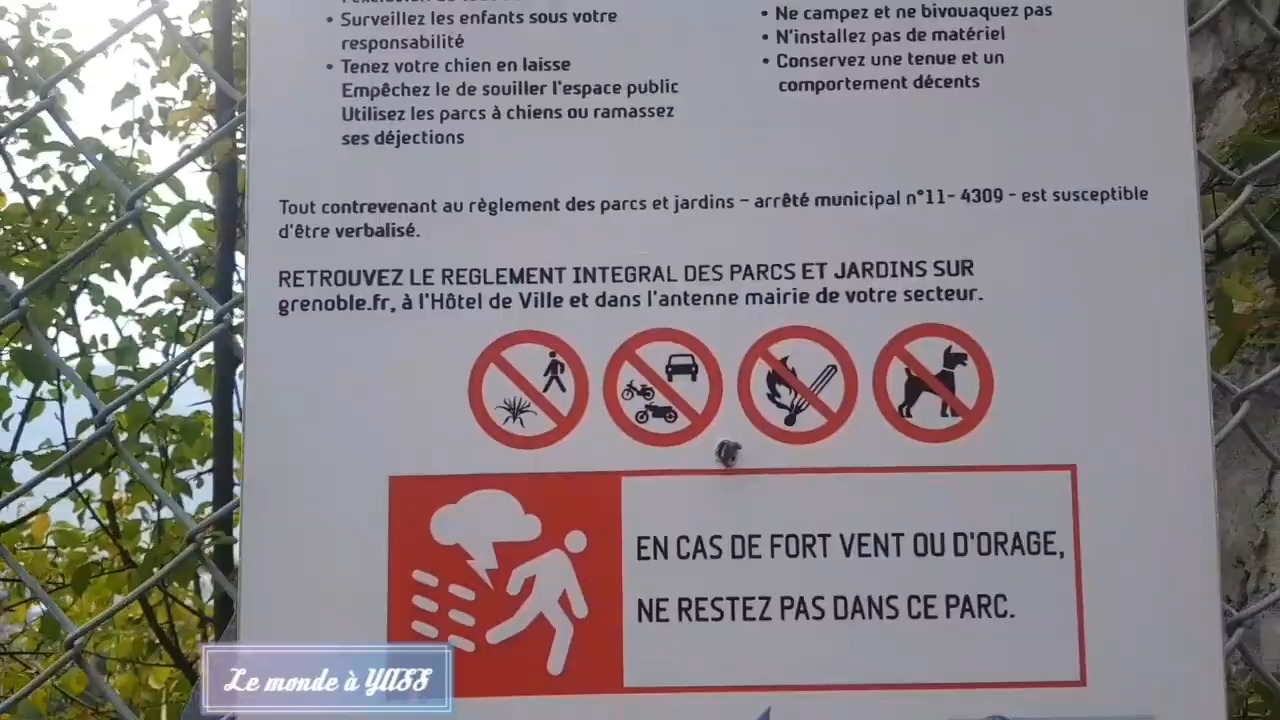 • Surveillez les enfants sous votre
responsabilité
• Tenez votre chien en laisse
Empêchez le de souiller l'espace public
Utilisez les parcs à chiens ou ramassez
ses déjections
• Ne campez et ne bivouaquez pas
• N'installez pas de matériel
• Conservez une tenue et un
comportement décents
Tout contrevenant au règlement des parcs et jardins – arrêté municipal n°11- 4309 - est susceptible
d'être verbalisé.
RETROUVEZ LE REGLEMENT INTEGRAL DES PARCS ET JARDINS SUR
grenoble.fr, à l'Hôtel de Ville et dans l'antenne mairie de votre secteur.
EN CAS DE FORT VENT OU D'ORAGE,
NE RESTEZ PAS DANS CE PARC.
Le monde à YASS